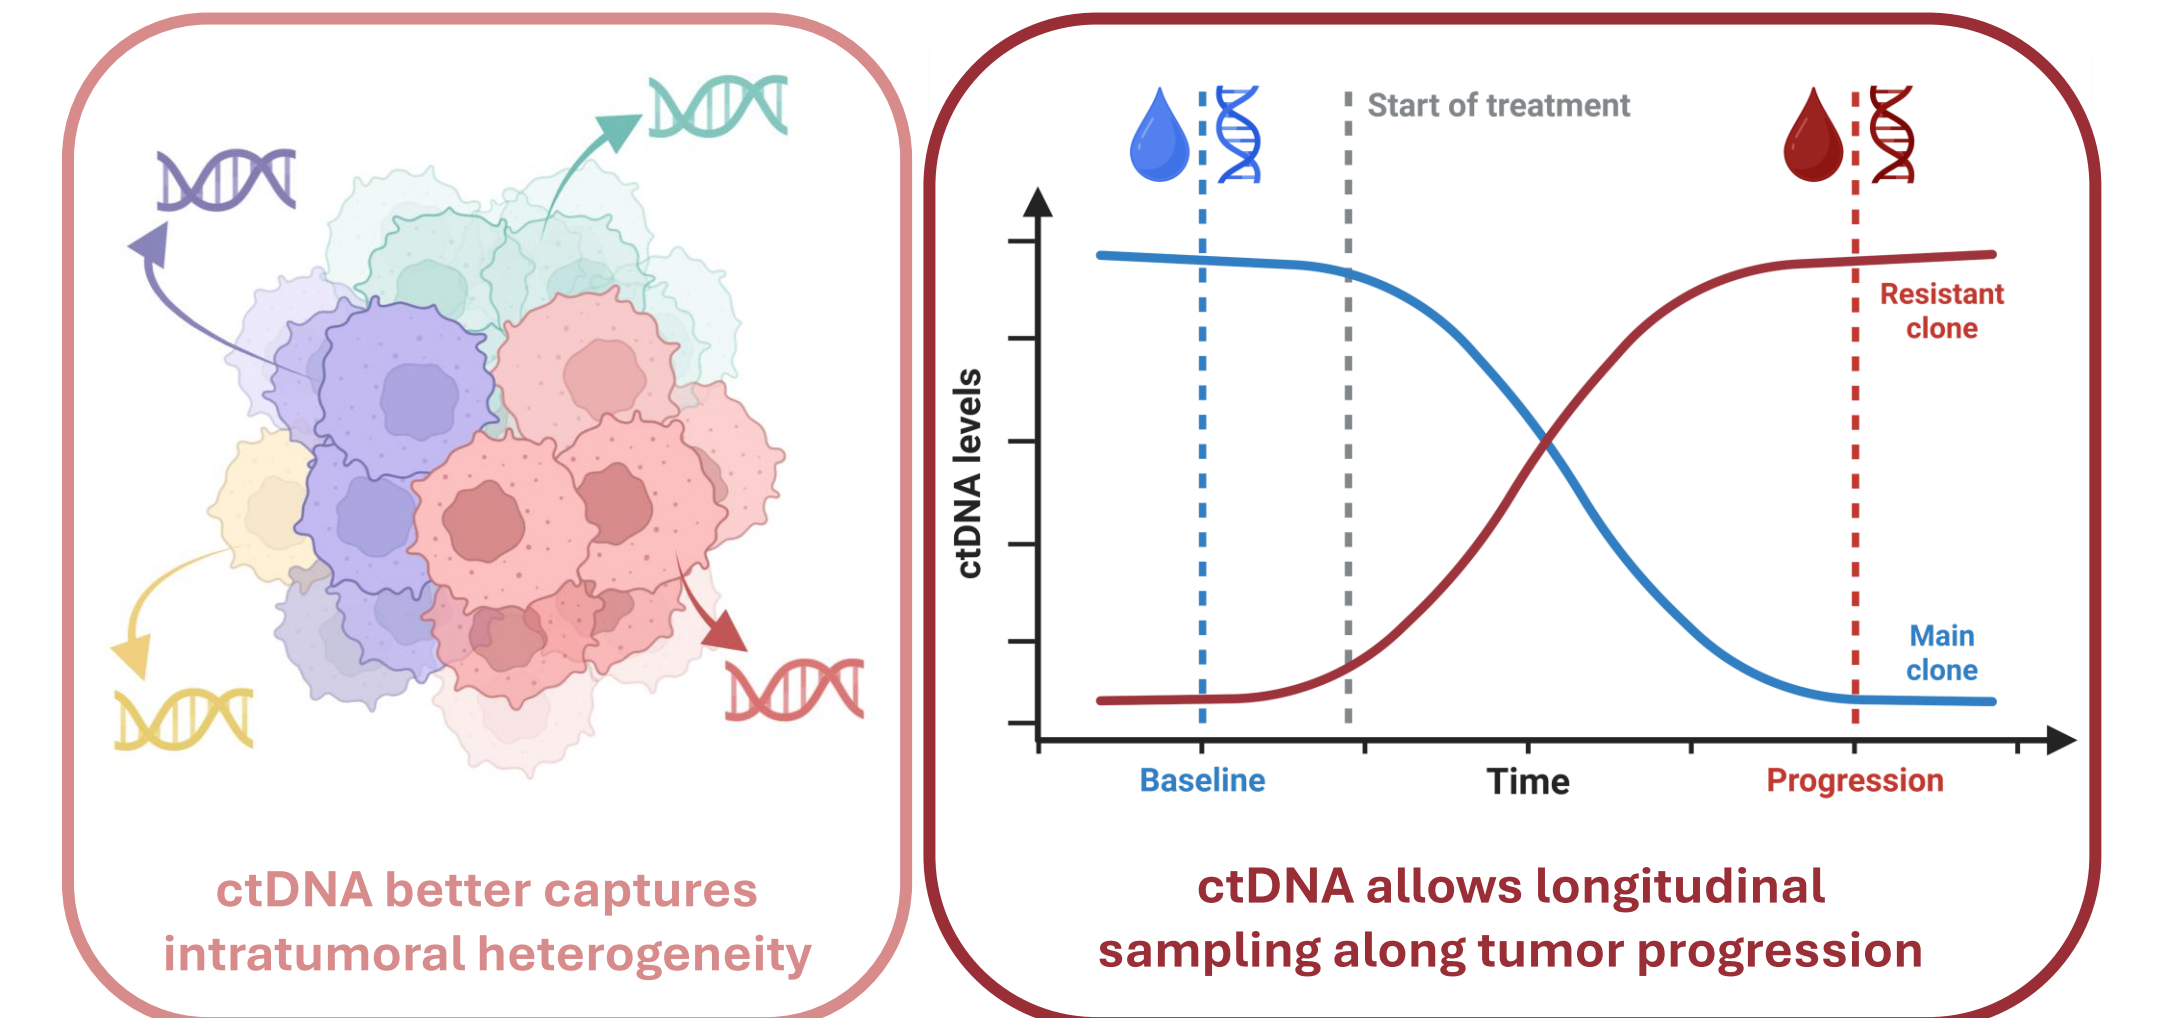 ctDNA better captures
intratumoral heterogeneity
Start of treatment
ctDNA levels
Resistant
clone
Main
clone
Baseline
Time
Progression
ctDNA allows longitudinal
sampling along tumor progression